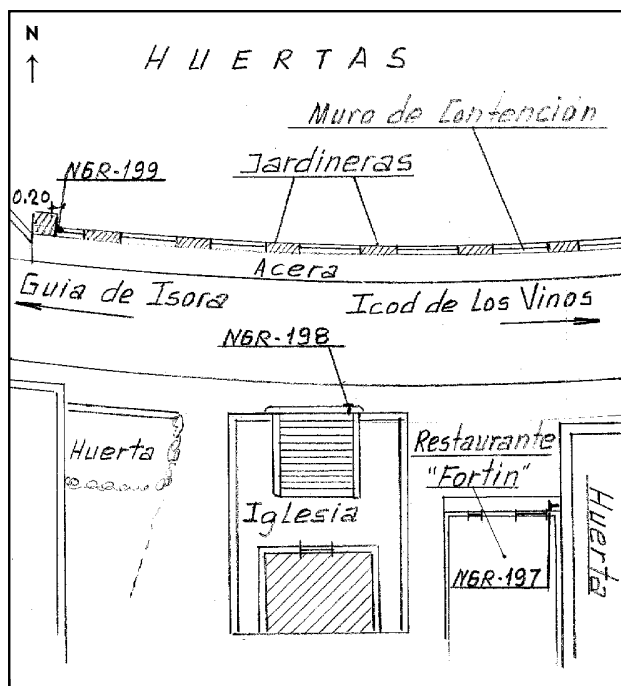 N
HUERTAS
Muro de Contención
NGR-199
Jardineras
0.20
Acera
Guia de Isora
Icod de Los Vinos
NGR-198
Restaurante
"Fortin"
Huerta
Iglesia
Huerta
NGR-197